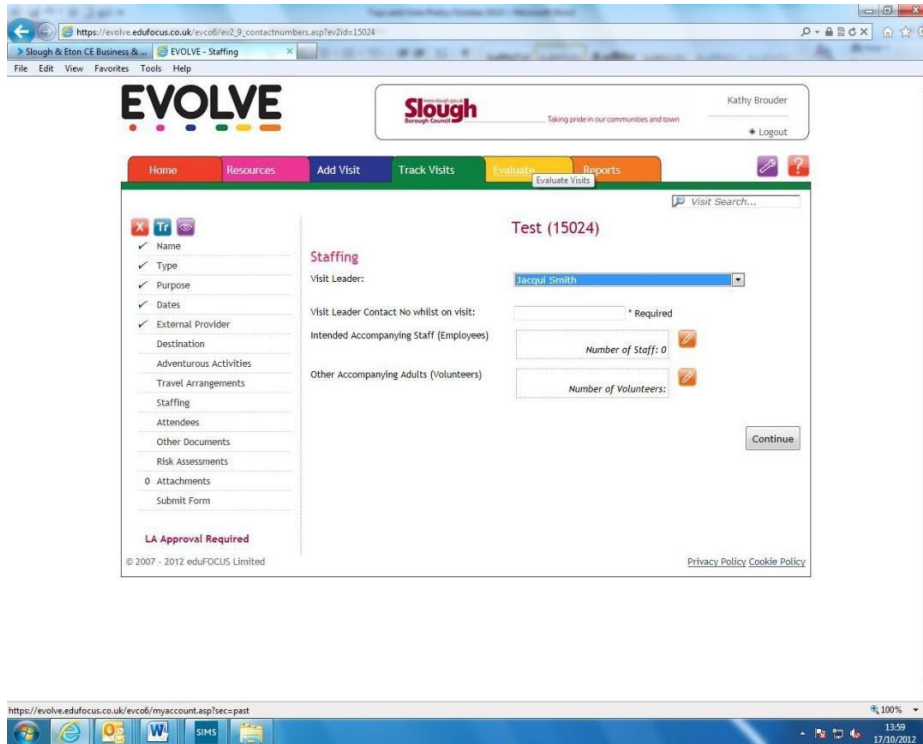 https://evolve.edufocus.co.uk/evco6/ev2_9_contactnumbers.asp?ev2id=15024
> Slough & Eton CE Business & ... EVOLVE - Staffing ×
File Edit View Favorites Tools Help
EVOLVE
Slough
Borough Council
Taking pride in our communities and town
Kathy Brouder
Logout
Home Resources Add Visit Track Visits Evaluate Reports
Evaluate Visits
Visit Search...
X Tr
Test (15024)
Name
Type
Purpose
Dates
External Provider
Destination
Adventurous Activities
Travel Arrangements
Staffing
Attendees
Other Documents
Risk Assessments
0 Attachments
Submit Form
LA Approval Required
Staffing
Visit Leader: Jacqui Smith
Visit Leader Contact No whilst on visit: * Required
Intended Accompanying Staff (Employees) Number of Staff: 0
Other Accompanying Adults (Volunteers) Number of Volunteers:
Continue
© 2007 - 2012 eduFOCUS Limited Privacy Policy Cookie Policy
https://evolve.edufocus.co.uk/evco6/myaccount.asp?sec=past
100%
SIMS
13:59
17/10/2012